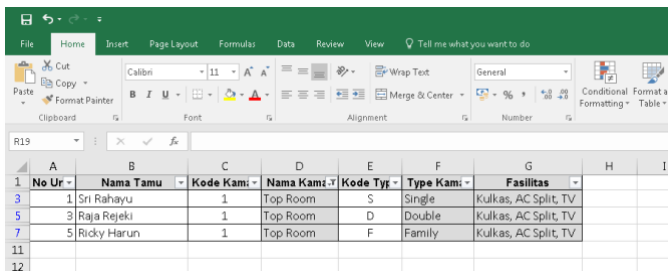 File Home Insert Page Layout Formulas Data Review View Tell me what you want to do
Cut
Copy
Format Painter
Paste
Calibri 11 A A
B I U A
Wrap Text
Merge & Center
General
% ,
Conditional Format a
Formatting Table
Clipboard Font Alignment Number
R19 fx
A B C D E F G H I
1 No Ur Nama Tamu Kode Kam Nama Kama Kode Typ Type Kam Fasilitas
3 1 Sri Rahayu 1 Top Room S Single Kulkas, AC Split, TV
5 3 Raja Rejeki 1 Top Room D Double Kulkas, AC Split, TV
7 5 Ricky Harun 1 Top Room F Family Kulkas, AC Split, TV
11
12